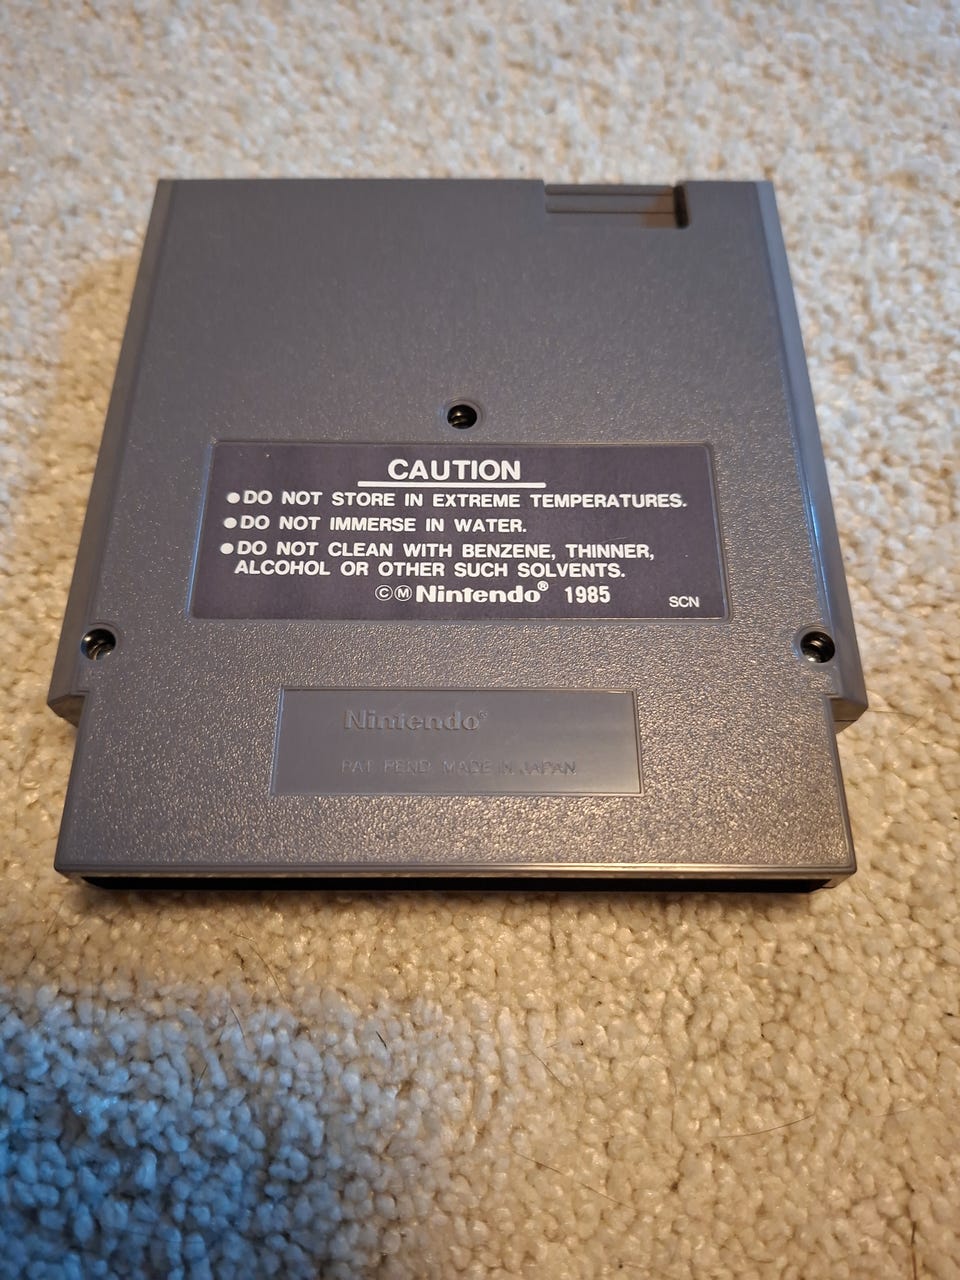 CAUTION
●DO NOT STORE IN EXTREME TEMPERATURES.
●DO NOT IMMERSE IN WATER.
●DO NOT CLEAN WITH BENZENE, THINNER,
ALCOHOL OR OTHER SUCH SOLVENTS.
ⒸⓂ Nintendo® 1985 SCN
Nintendo®
PAT. PEND. MADE IN JAPAN